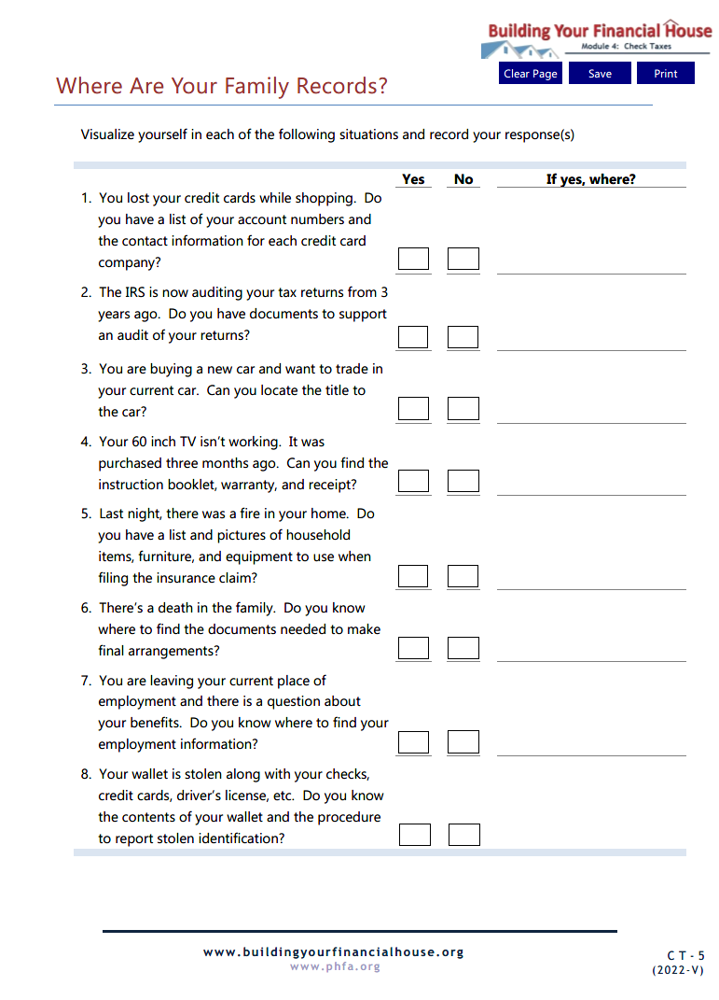 Building Your Financial House
Module 4: Check Taxes
Clear Page Save Print
Where Are Your Family Records?
Visualize yourself in each of the following situations and record your response(s)
Yes No If yes, where?
1. You lost your credit cards while shopping. Do
you have a list of your account numbers and
the contact information for each credit card
company?
2. The IRS is now auditing your tax returns from 3
years ago. Do you have documents to support
an audit of your returns?
3. You are buying a new car and want to trade in
your current car. Can you locate the title to
the car?
4. Your 60 inch TV isn’t working. It was
purchased three months ago. Can you find the
instruction booklet, warranty, and receipt?
5. Last night, there was a fire in your home. Do
you have a list and pictures of household
items, furniture, and equipment to use when
filing the insurance claim?
6. There’s a death in the family. Do you know
where to find the documents needed to make
final arrangements?
7. You are leaving your current place of
employment and there is a question about
your benefits. Do you know where to find your
employment information?
8. Your wallet is stolen along with your checks,
credit cards, driver’s license, etc. Do you know
the contents of your wallet and the procedure
to report stolen identification?
www.buildingyourfinancialhouse.org
www.phfa.org
CT-5
(2022-V)